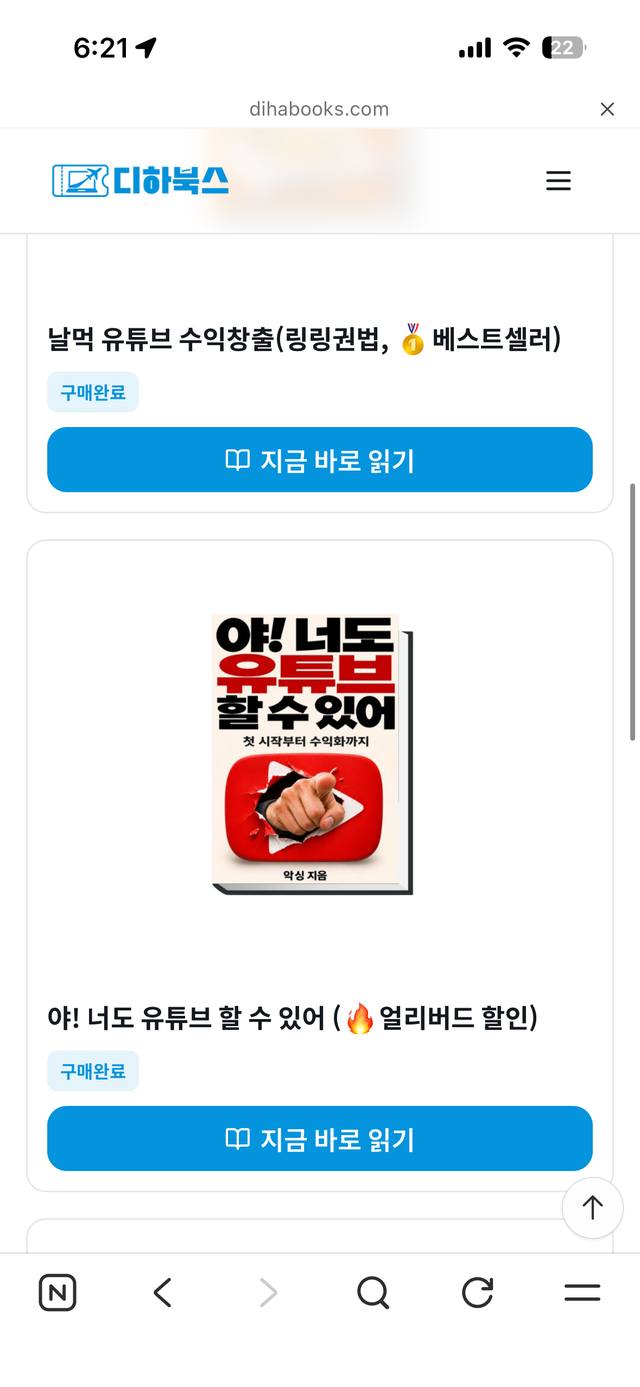 6:21
22
dihabooks.com
디하북스
날먹 유튜브 수익창출(링링권법, 🏅베스트셀러)
구매완료
지금 바로 읽기
야! 너도
유튜브
할 수 있어
첫 시작부터 수익화까지
악싱 지음
야! 너도 유튜브 할 수 있어 (🔥얼리버드 할인)
구매완료
지금 바로 읽기
N